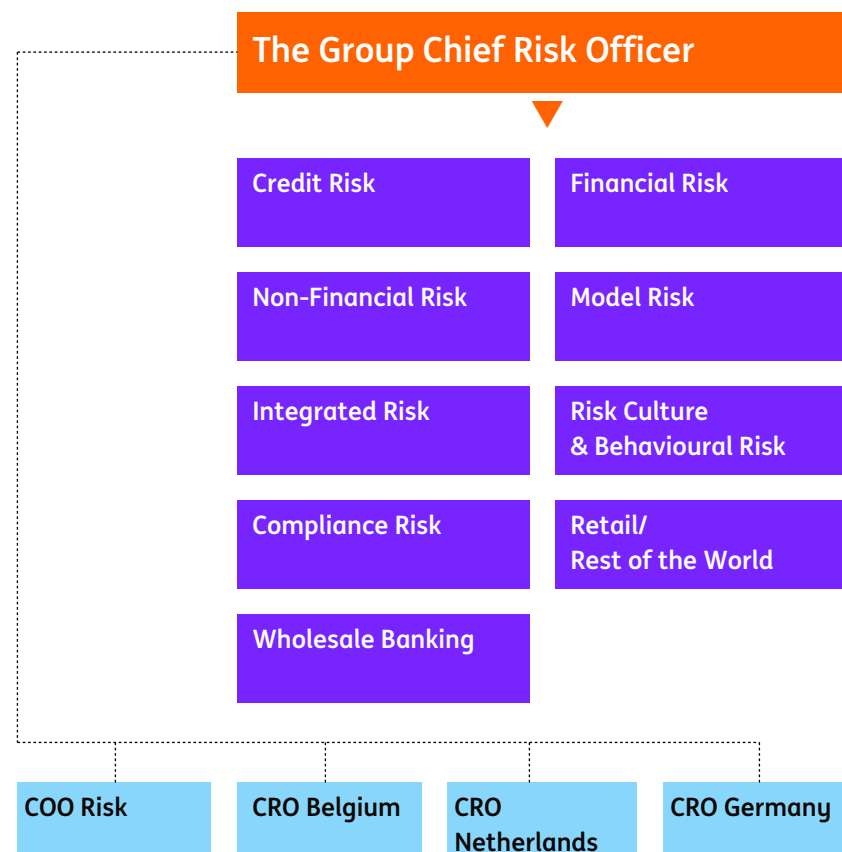 The Group Chief Risk Officer
Credit Risk
Financial Risk
Non-Financial Risk
Model Risk
Integrated Risk
Risk Culture
& Behavioural Risk
Compliance Risk
Retail/
Rest of the World
Wholesale Banking
COO Risk
CRO Belgium
CRO
Netherlands
CRO Germany